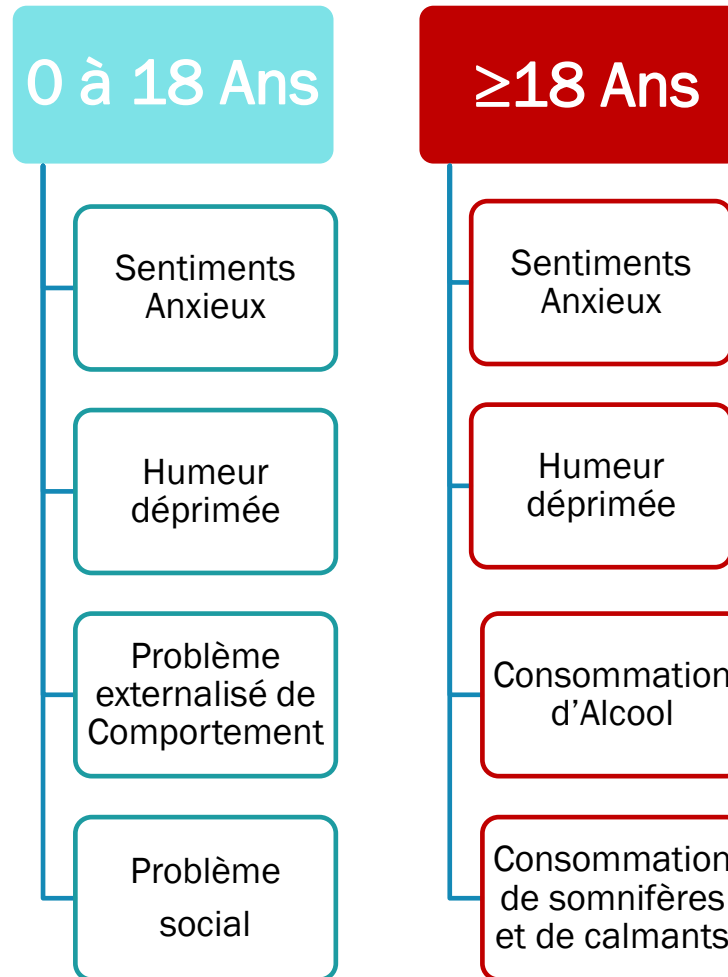 0 à 18 Ans
Sentiments
Anxieux
Humeur
déprimée
Problème
externalisé de
Comportement
Problème
social
≥18 Ans
Sentiments
Anxieux
Humeur
déprimée
Consommation
d'Alcool
Consommation
de somnifères
et de calmants